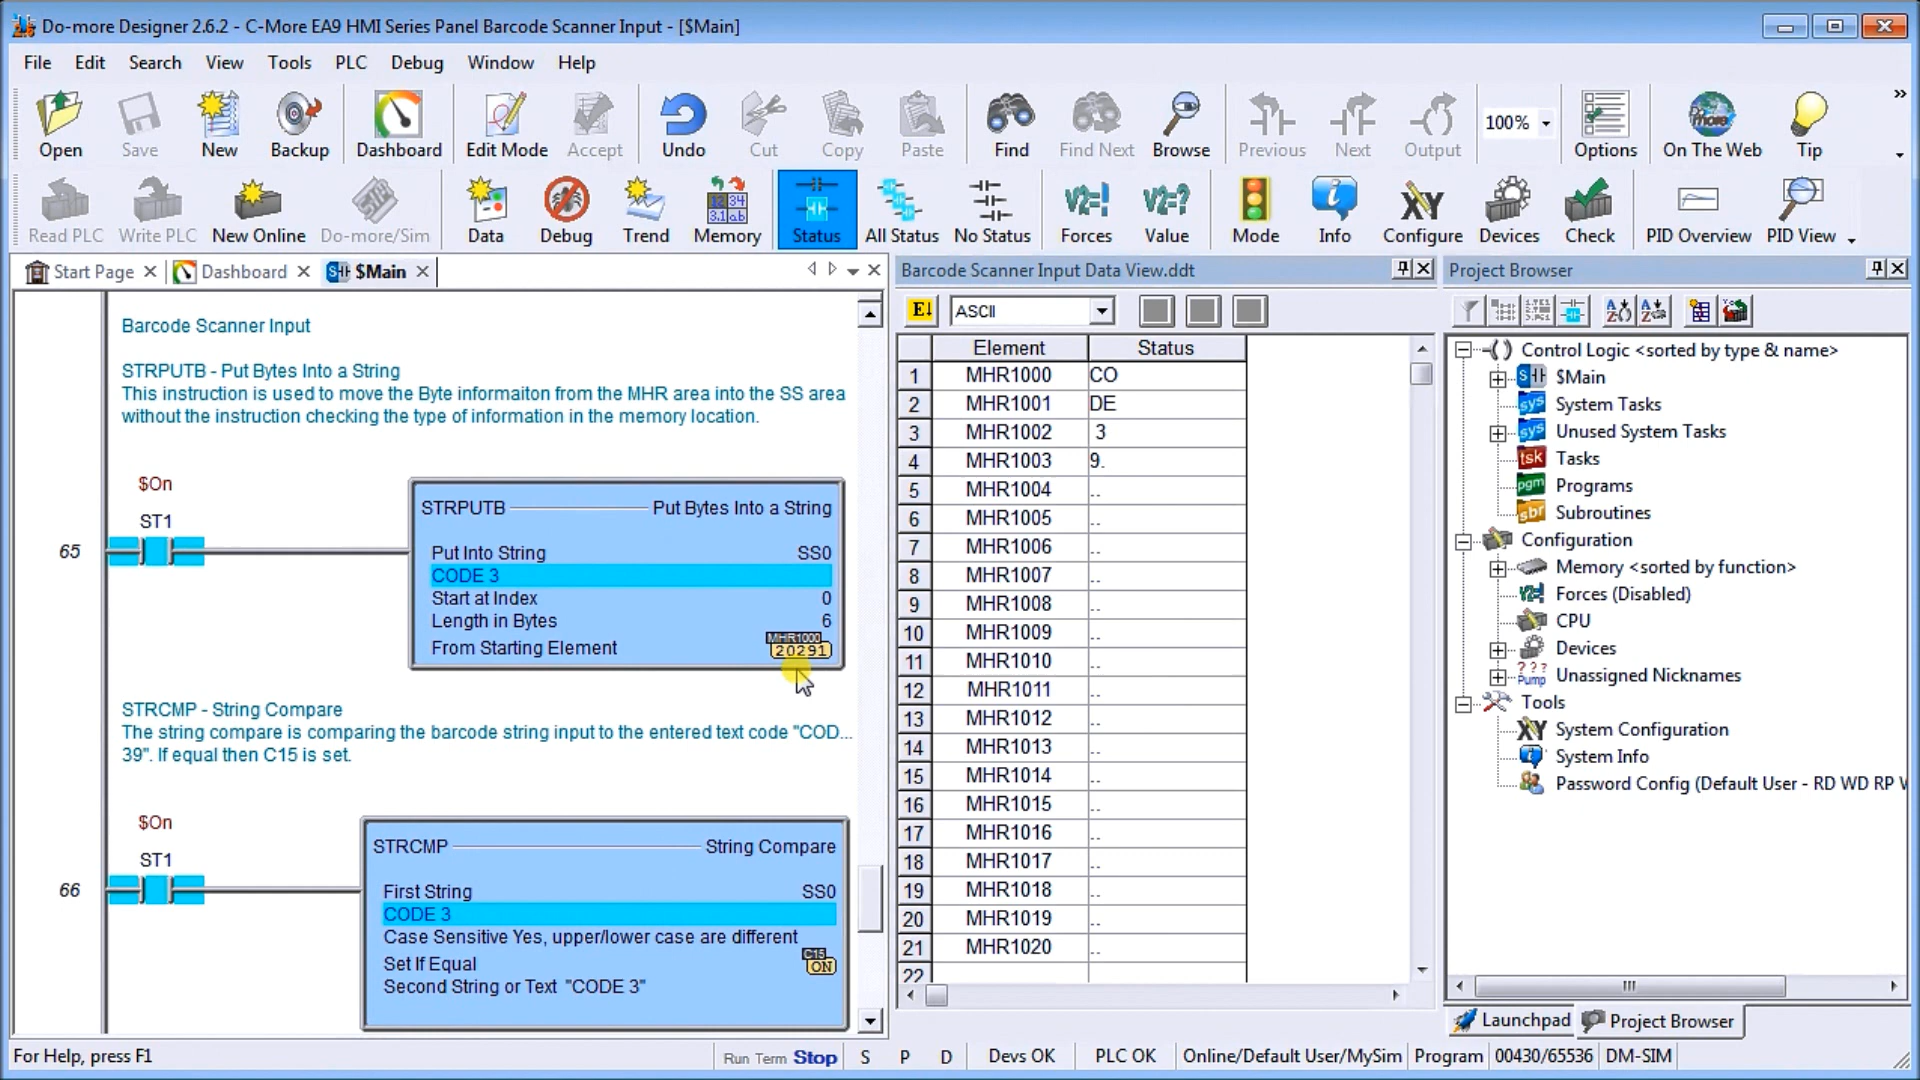 Do-more Designer 2.6.2 - C-More EA9 HMI Series Panel Barcode Scanner Input - [$Main]
File Edit Search View Tools PLC Debug Window Help
Open Save New Backup Dashboard Edit Mode Accept Undo Cut Copy Paste Find Find Next Browse Previous Next Output 100% Options On The Web Tip
Read PLC Write PLC New Online Do-more/Sim Data Debug Trend Memory Status All Status No Status Forces Value Mode Info Configure Devices Check PID Overview PID View
Start Page Dashboard $Main
Barcode Scanner Input
STRPUTB - Put Bytes Into a String
This instruction is used to move the Byte informaiton from the MHR area into the SS area
without the instruction checking the type of information in the memory location.
$On
ST1
65
STRPUTB Put Bytes Into a String
Put Into String SS0
CODE 3
Start at Index 0
Length in Bytes 6
From Starting Element MHR1000
20291
STRCMP - String Compare
The string compare is comparing the barcode string input to the entered text code "COD...
39". If equal then C15 is set.
$On
ST1
66
STRCMP String Compare
First String SS0
CODE 3
Case Sensitive Yes, upper/lower case are different
Set If Equal C15
ON
Second String or Text "CODE 3"
Barcode Scanner Input Data View.ddt
ASCII
Element Status
1 MHR1000 CO
2 MHR1001 DE
3 MHR1002 3
4 MHR1003 9.
5 MHR1004 ..
6 MHR1005 ..
7 MHR1006 ..
8 MHR1007 ..
9 MHR1008 ..
10 MHR1009 ..
11 MHR1010 ..
12 MHR1011 ..
13 MHR1012 ..
14 MHR1013 ..
15 MHR1014 ..
16 MHR1015 ..
17 MHR1016 ..
18 MHR1017 ..
19 MHR1018 ..
20 MHR1019 ..
21 MHR1020 ..
22
Project Browser
Control Logic <sorted by type & name>
$Main
System Tasks
Unused System Tasks
Tasks
Programs
Subroutines
Configuration
Memory <sorted by function>
Forces (Disabled)
CPU
Devices
Unassigned Nicknames
Tools
System Configuration
System Info
Password Config (Default User - RD WD RP
Launchpad Project Browser
For Help, press F1
Run Term Stop S P D Devs OK PLC OK Online/Default User/MySim Program 00430/65536 DM-SIM